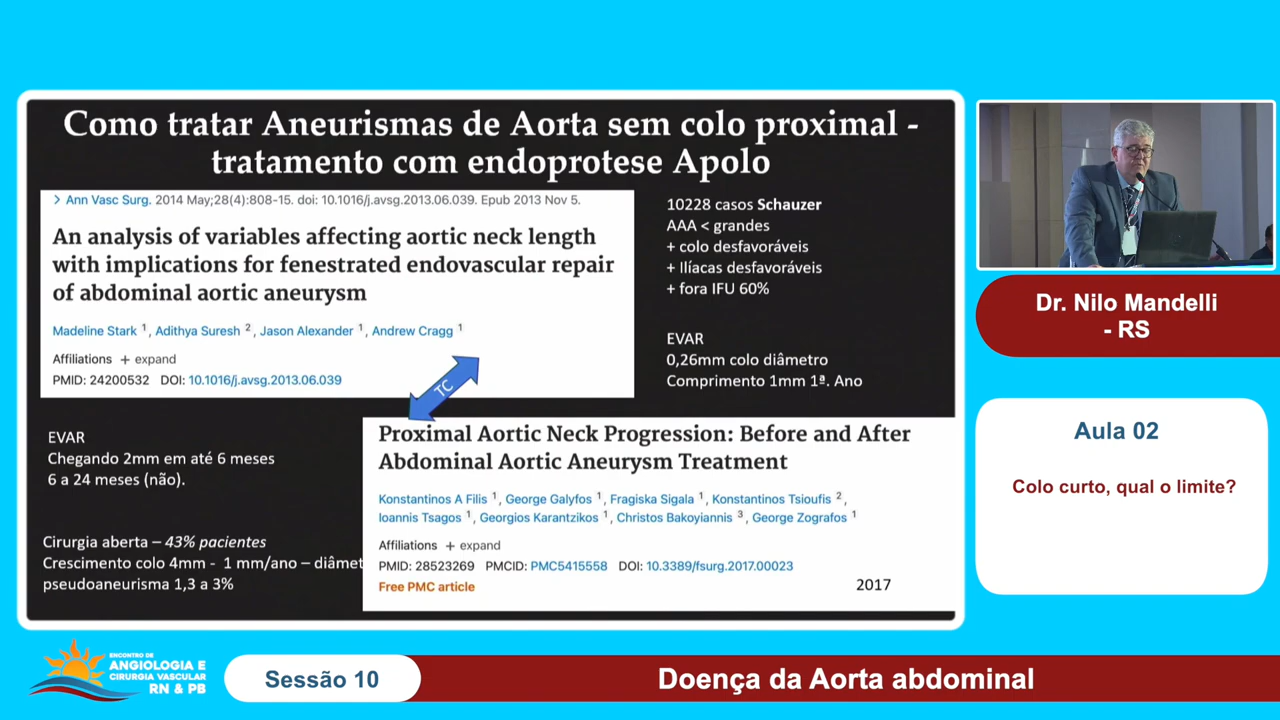 Como tratar Aneurismas de Aorta sem colo proximal -
tratamento com endoprotese Apolo
> Ann Vasc Surg. 2014 May;28(4):808-15. doi: 10.1016/j.avsg.2013.06.039. Epub 2013 Nov 5.
An analysis of variables affecting aortic neck length
with implications for fenestrated endovascular repair
of abdominal aortic aneurysm
Madeline Stark 1, Adithya Suresh 2, Jason Alexander 1, Andrew Cragg 1
Affiliations + expand
PMID: 24200532 DOI: 10.1016/j.avsg.2013.06.039
10228 casos Schauzer
AAA < grandes
+ colo desfavoráveis
+ Ilíacas desfavoráveis
+ fora IFU 60%
EVAR
0,26mm colo diâmetro
Comprimento 1mm 1ª. Ano
TC
EVAR
Chegando 2mm em até 6 meses
6 a 24 meses (não).
Cirurgia aberta – 43% pacientes
Crescimento colo 4mm - 1 mm/ano – diâmet
pseudoaneurisma 1,3 a 3%
Proximal Aortic Neck Progression: Before and After
Abdominal Aortic Aneurysm Treatment
Konstantinos A Filis 1, George Galyfos 1, Fragiska Sigala 1, Konstantinos Tsioufis 2,
Ioannis Tsagos 1, Georgios Karantzikos 1, Christos Bakoyiannis 3, George Zografos 1
Affiliations + expand
PMID: 28523269 PMCID: PMC5415558 DOI: 10.3389/fsurg.2017.00023
Free PMC article
2017
Dr. Nilo Mandelli
- RS
Aula 02
Colo curto, qual o limite?
ENCONTRO DE
ANGIOLOGIA E
CIRURGIA VASCULAR
RN & PB
Sessão 10
Doença da Aorta abdominal